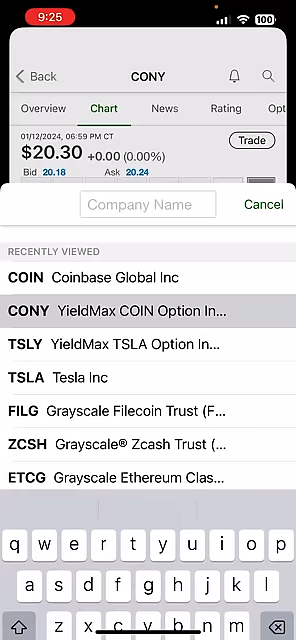 9:25
100
Back
CONY
Overview Chart News Rating Opt
01/12/2024, 06:59 PM CT
$20.30 +0.00 (0.00%)
Trade
Bid 20.18 Ask 20.24
Company Name
Cancel
RECENTLY VIEWED
COIN Coinbase Global Inc
CONY YieldMax COIN Option In...
TSLY YieldMax TSLA Option In...
TSLA Tesla Inc
FILG Grayscale Filecoin Trust (F...
ZCSH Grayscale® Zcash Trust (...
ETCG Grayscale Ethereum Clas...
q w e r t y u i o p
a s d f g h j k l
z x c v b n m